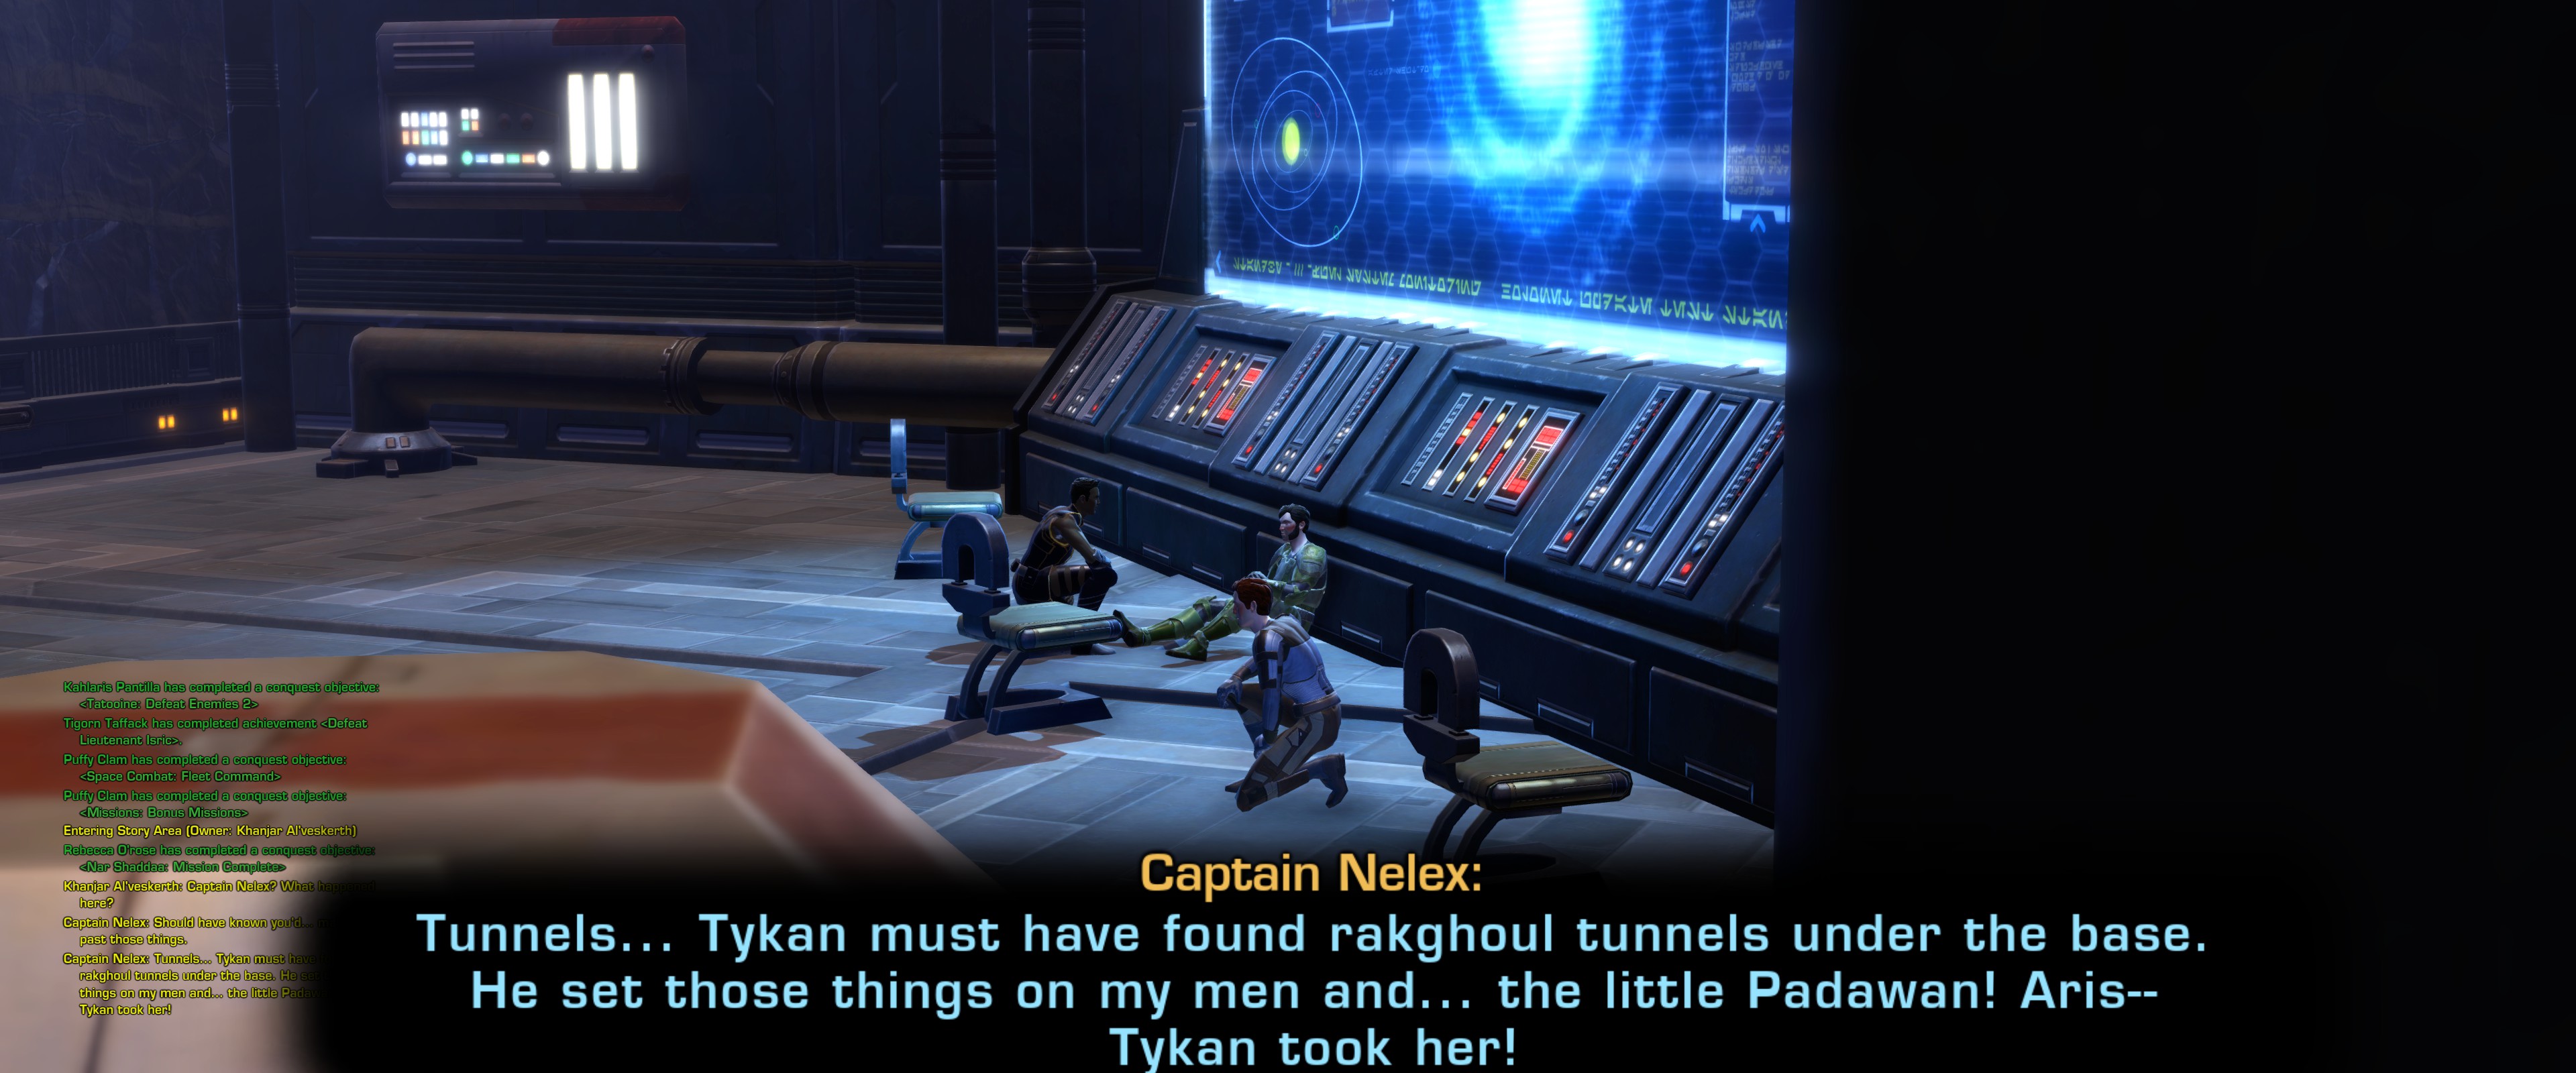 Kahlaris Pantilla has completed a conquest objective:
<Tatooine: Defeat Enemies 2>
Tigorn Taffack has completed achievement <Defeat
Lieutenant Isric>.
Puffy Clam has completed a conquest objective:
<Space Combat: Fleet Command>
Puffy Clam has completed a conquest objective:
<Missions: Bonus Missions>
Entering Story Area (Owner: Khanjar Al'veskerth)
Rebecca O'rose has completed a conquest objective:
<Nar Shaddaa: Mission Complete>
Khanjar Al'veskerth: Captain Nelex? What happened
here?
Captain Nelex: Should have known you'd...
past those things.
Captain Nelex: Tunnels... Tykan must have
rakghoul tunnels under the base. He set
things on my men and... the little Padawan
Tykan took her!
Captain Nelex:
Tunnels... Tykan must have found rakghoul tunnels under the base.
He set those things on my men and... the little Padawan! Aris--
Tykan took her!